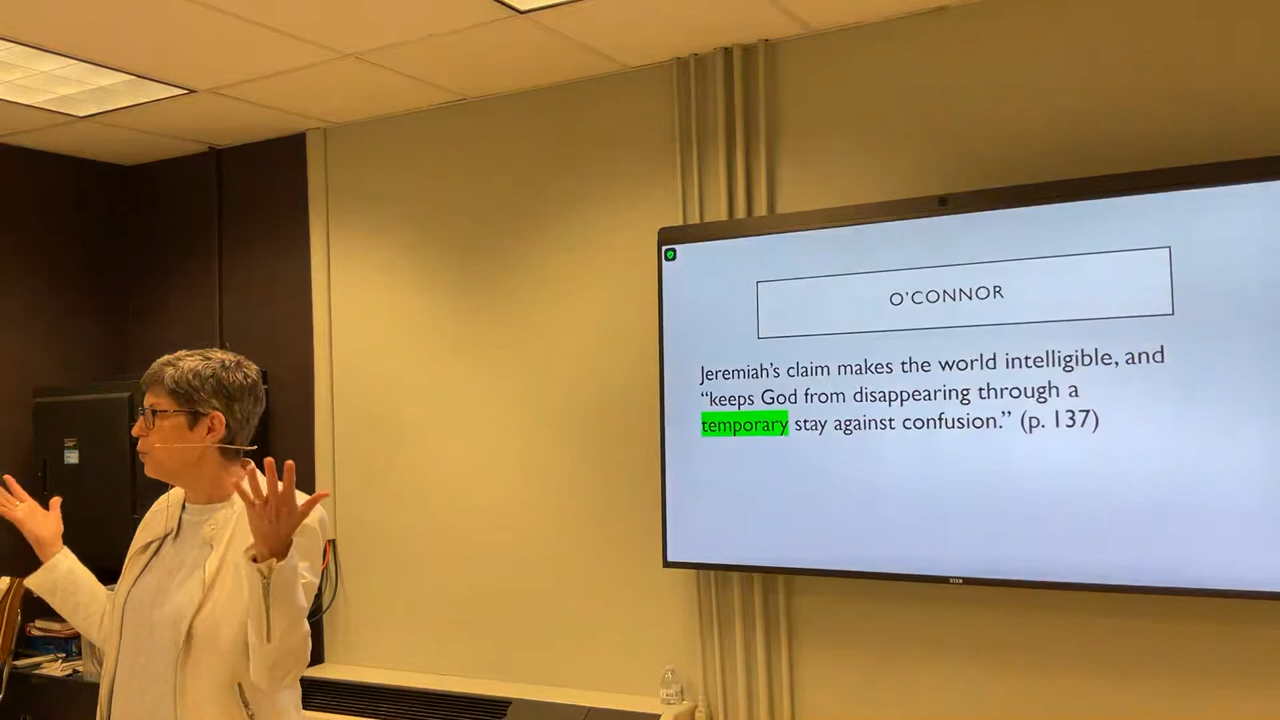 O'CONNOR
Jeremiah's claim makes the world intelligible, and
“keeps God from disappearing through a
temporary stay against confusion.” (p. 137)